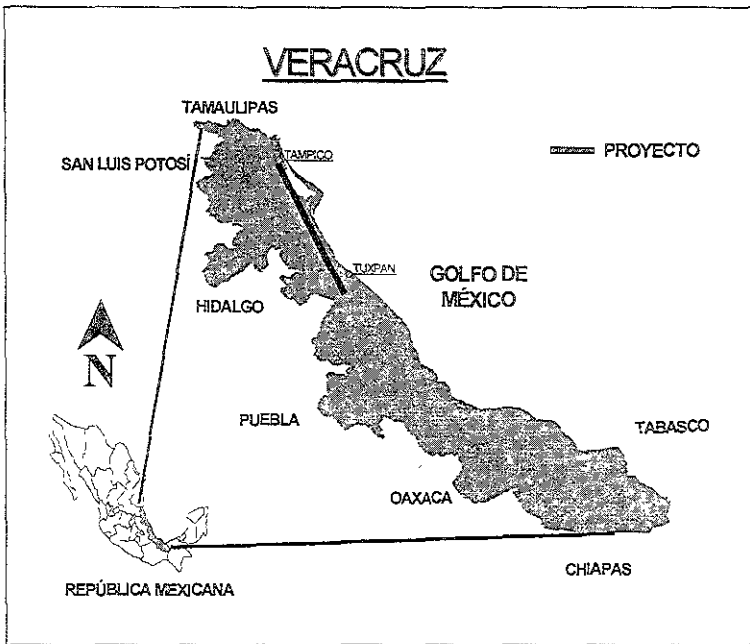 VERACRUZ
TAMAULIPAS
SAN LUIS POTOSÍ
TAMPICO
PROYECTO
TUXPAN
GOLFO DE
MÉXICO
HIDALGO
N
PUEBLA
TABASCO
OAXACA
CHIAPAS
REPÚBLICA MEXICANA